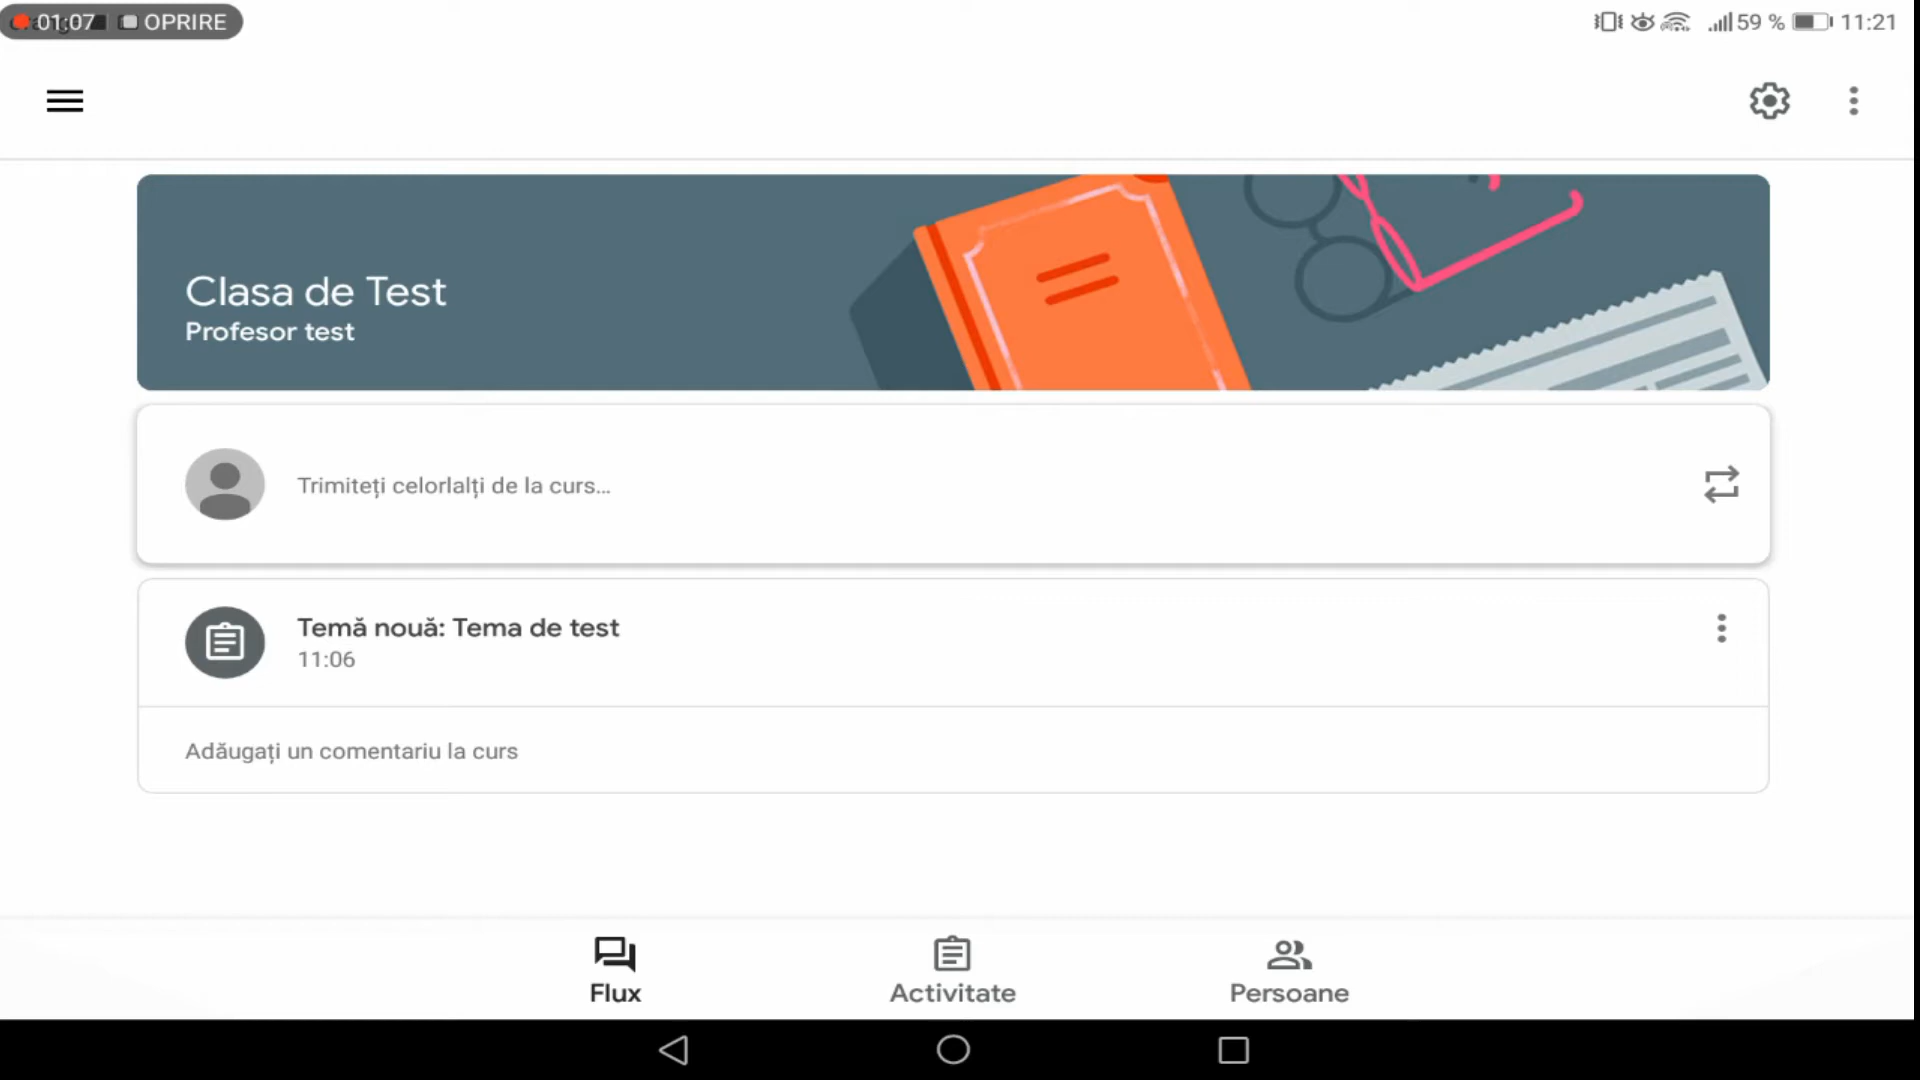 01:07 OPRIRE
59 % 11:21
Clasa de Test
Profesor test
Trimiteți celorlalți de la curs...
Temă nouă: Tema de test
11:06
Adăugați un comentariu la curs
Flux Activitate Persoane